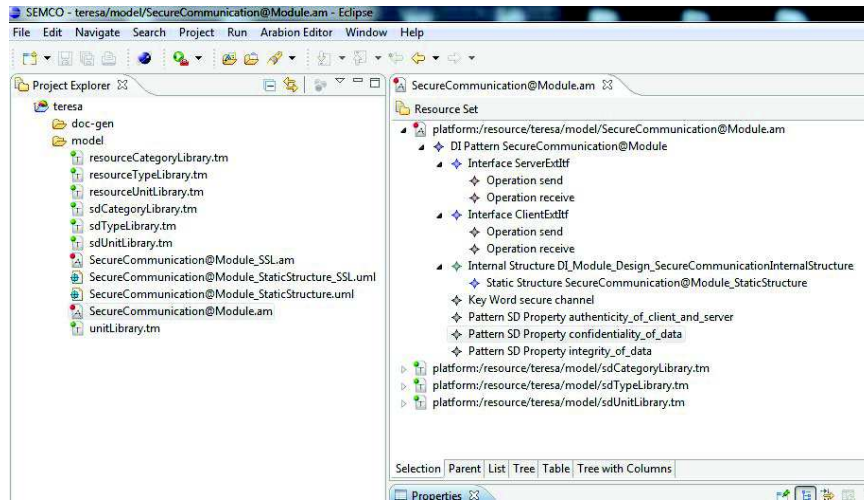 SEMCO - teresa/model/SecureCommunication@Module.am - Eclipse
File Edit Navigate Search Project Run Arabion Editor Window Help
Project Explorer
teresa
doc-gen
model
resourceCategoryLibrary.tm
resourceTypeLibrary.tm
resourceUnitLibrary.tm
sdCategoryLibrary.tm
sdTypeLibrary.tm
sdUnitLibrary.tm
SecureCommunication@Module_SSL.am
SecureCommunication@Module_StaticStructure_SSL.uml
SecureCommunication@Module_StaticStructure.uml
SecureCommunication@Module.am
unitLibrary.tm
SecureCommunication@Module.am
Resource Set
platform:/resource/teresa/model/SecureCommunication@Module.am
DI Pattern SecureCommunication@Module
Interface ServerExtItf
Operation send
Operation receive
Interface ClientExtItf
Operation send
Operation receive
Internal Structure DI_Module_Design_SecureCommunicationInternalStructure
Static Structure SecureCommunication@Module_StaticStructure
Key Word secure channel
Pattern SD Property authenticity_of_client_and_server
Pattern SD Property confidentiality_of_data
Pattern SD Property integrity_of_data
platform:/resource/teresa/model/sdCategoryLibrary.tm
platform:/resource/teresa/model/sdTypeLibrary.tm
platform:/resource/teresa/model/sdUnitLibrary.tm
Selection Parent List Tree Table Tree with Columns
Properties